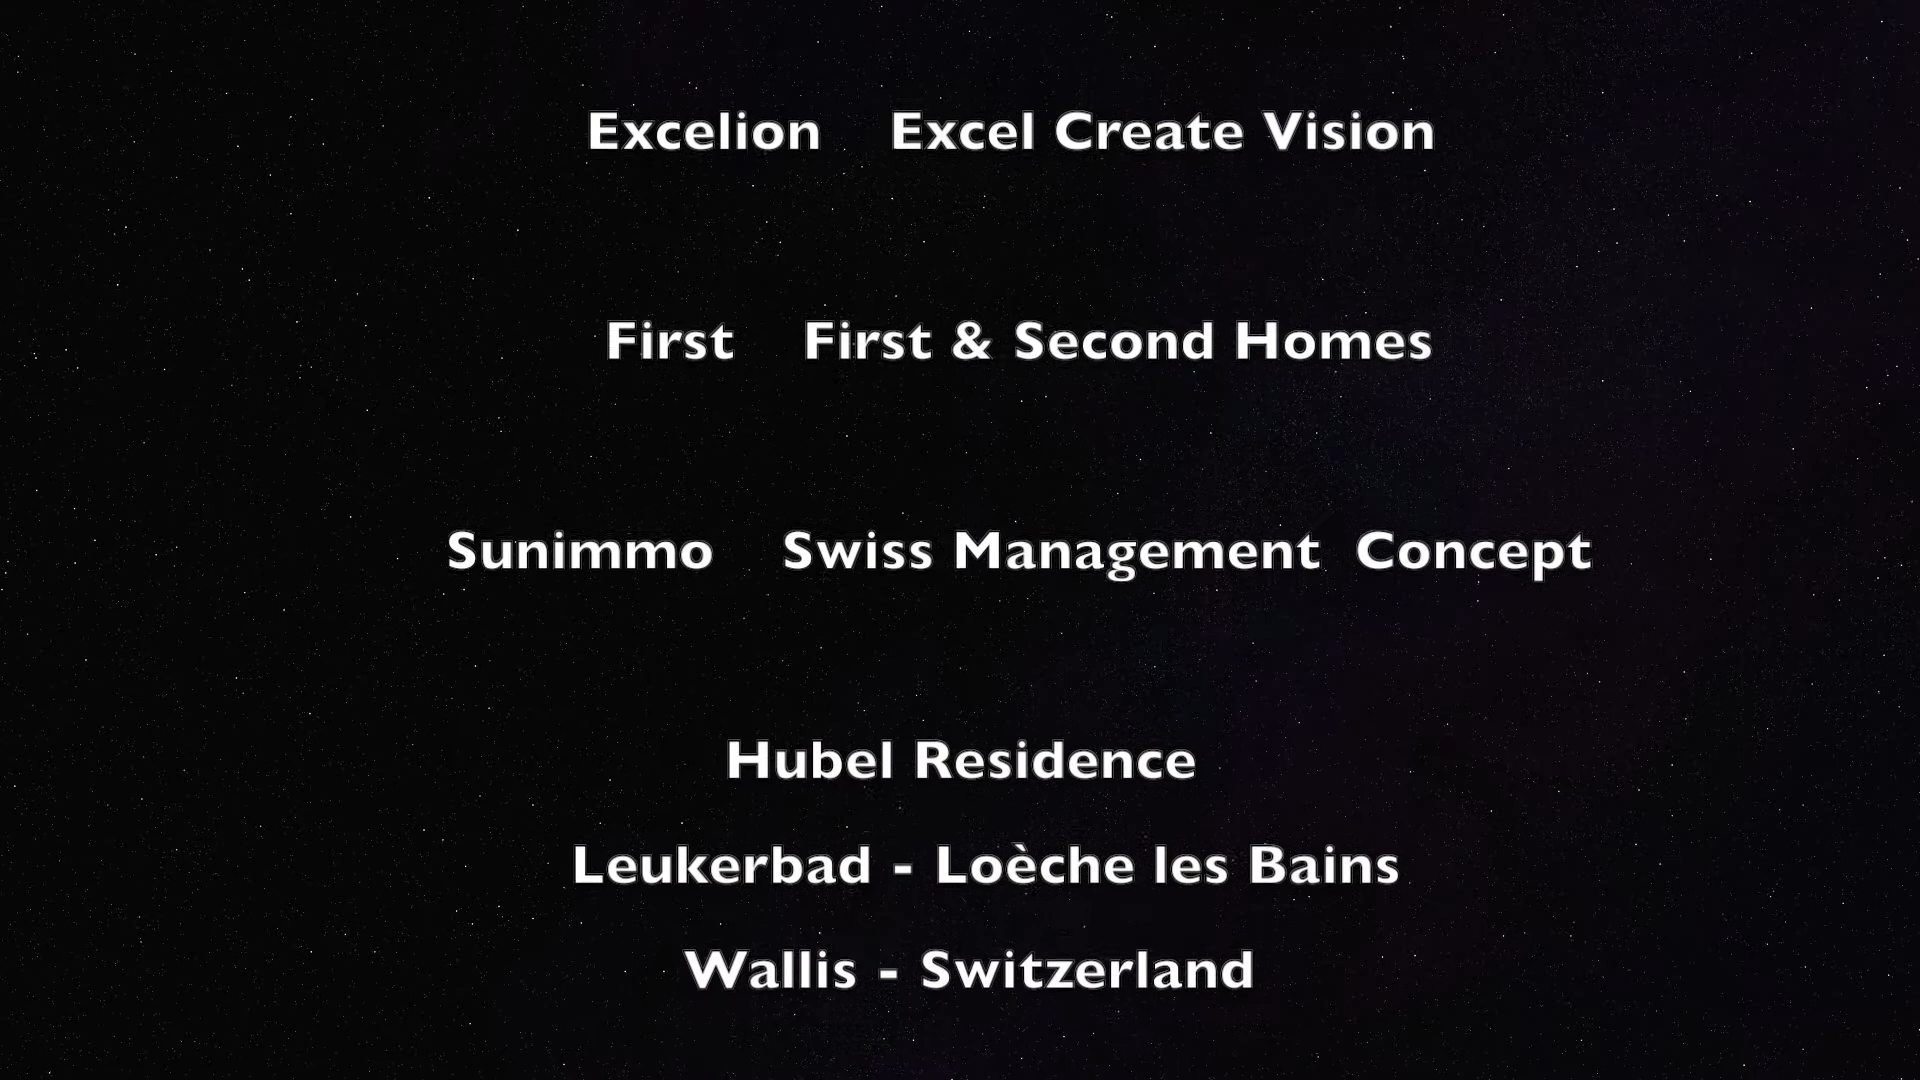 Excelion    Excel Create Vision
First    First & Second Homes
Sunimmo    Swiss Management  Concept
Hubel Residence
Leukerbad - Loèche les Bains
Wallis - Switzerland